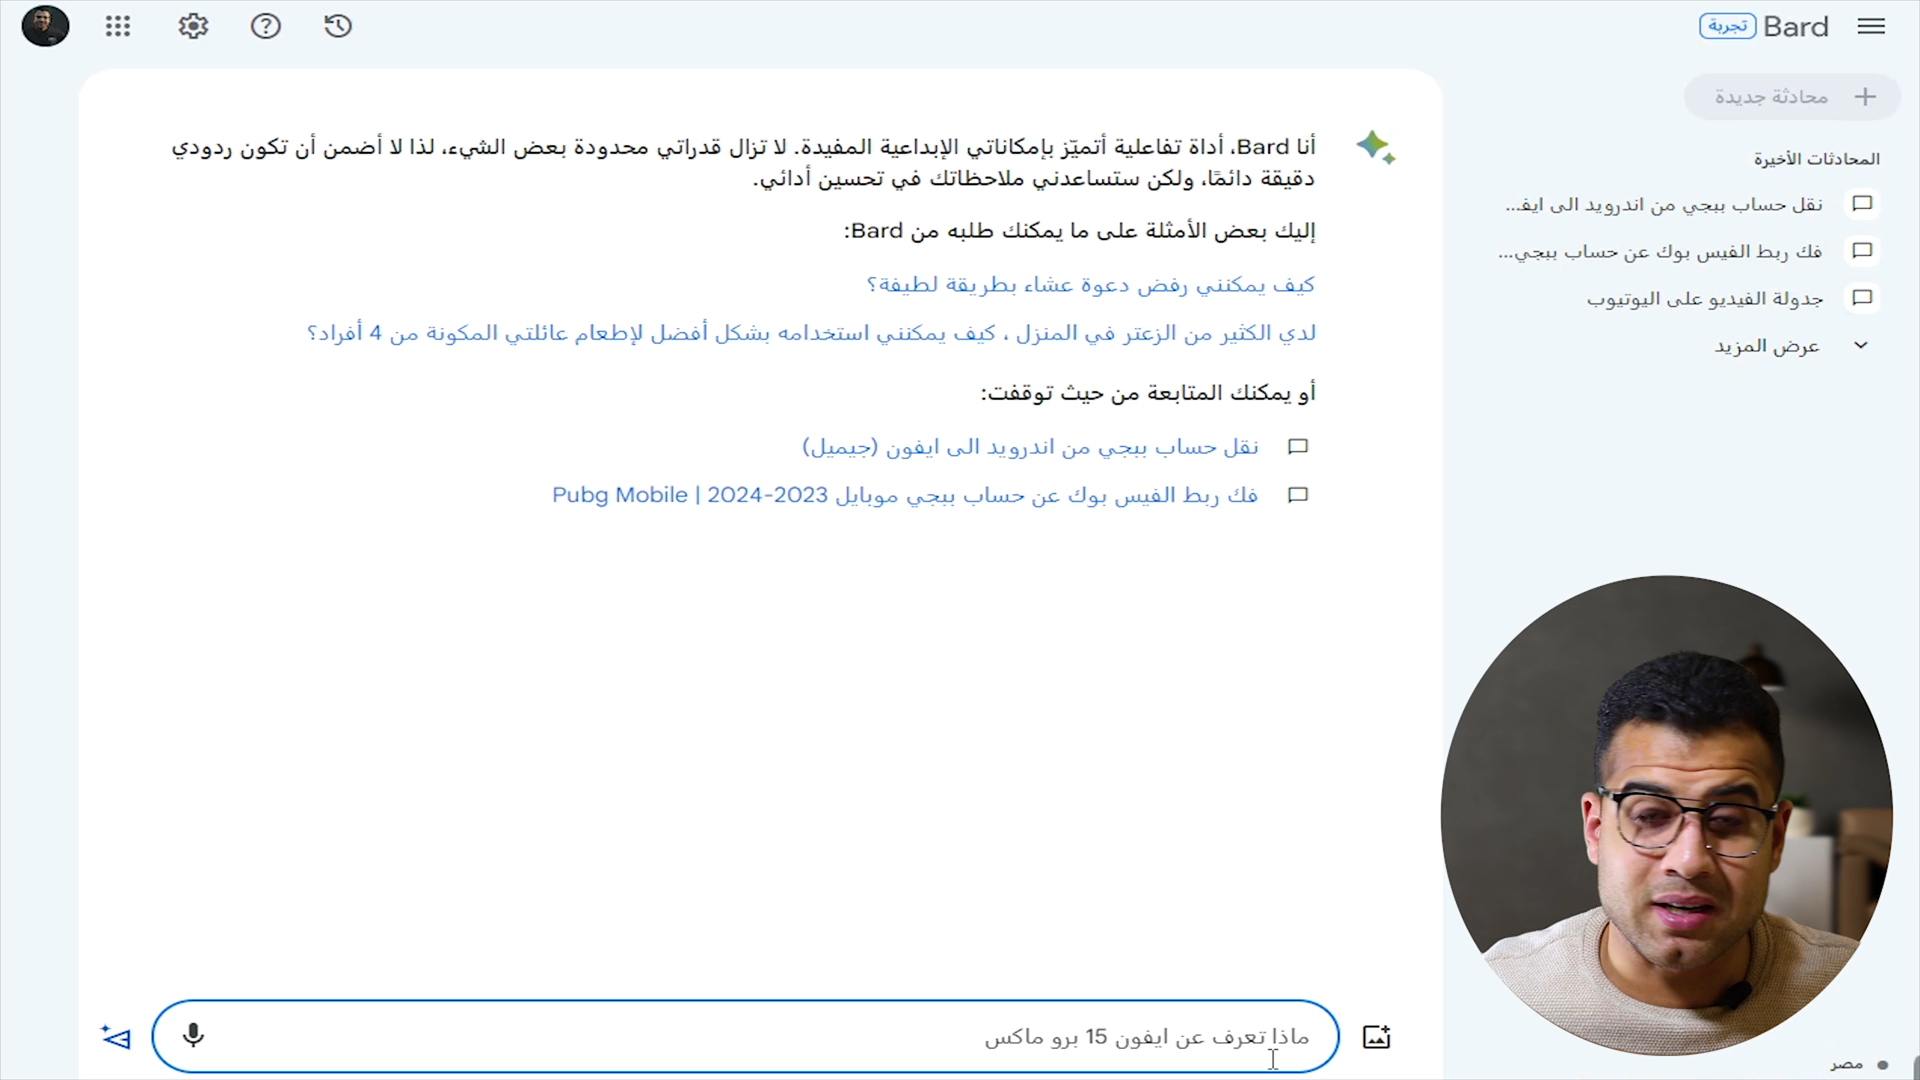 Bard تجربة
محادثة جديدة
المحادثات الأخيرة
نقل حساب ببجي من اندرويد الى ايفـ...
فك ربط الفيس بوك عن حساب ببجي...
جدولة الفيديو على اليوتيوب
عرض المزيد
أنا Bard، أداة تفاعلية أتميّز بإمكاناتي الإبداعية المفيدة. لا تزال قدراتي محدودة بعض الشيء، لذا لا أضمن أن تكون ردودي
دقيقة دائمًا، ولكن ستساعدني ملاحظاتك في تحسين أدائي.
إليك بعض الأمثلة على ما يمكنك طلبه من Bard:
كيف يمكنني رفض دعوة عشاء بطريقة لطيفة؟
لدي الكثير من الزعتر في المنزل ، كيف يمكنني استخدامه بشكل أفضل لإطعام عائلتي المكونة من 4 أفراد؟
أو يمكنك المتابعة من حيث توقفت:
نقل حساب ببجي من اندرويد الى ايفون (جيميل)
فك ربط الفيس بوك عن حساب ببجي موبايل 2023-2024 | Pubg Mobile
ماذا تعرف عن ايفون 15 برو ماكس
مصر